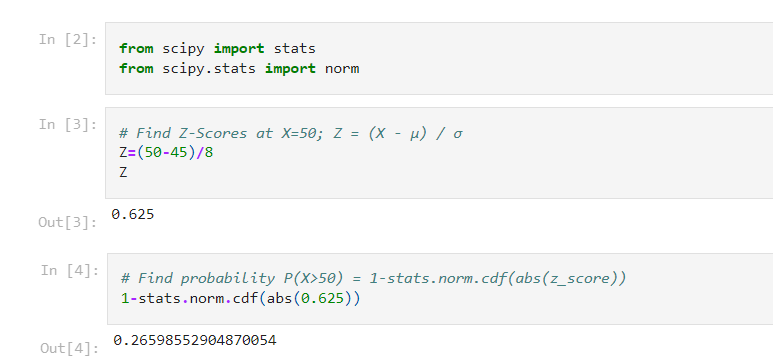 In [2]:
from scipy import stats
from scipy.stats import norm
In [3]:
# Find Z-Scores at X=50; Z = (X - μ) / σ
Z=(50-45)/8
Z
Out[3]:
0.625
In [4]:
# Find probability P(X>50) = 1-stats.norm.cdf(abs(z_score))
1-stats.norm.cdf(abs(0.625))
Out[4]:
0.26598552904870054